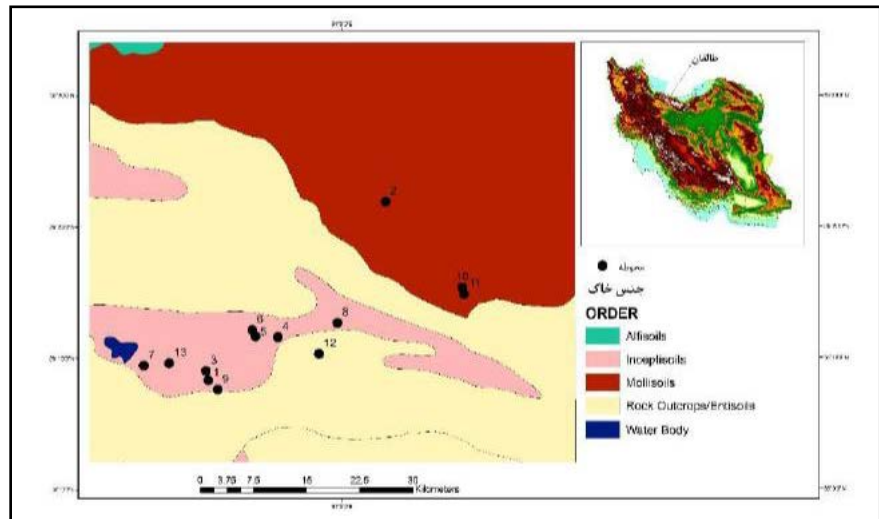 طالقان
2
10
11
8
6
5
4
12
7
13
3
1
9
محوطه
جنس خاک
ORDER
Alfisoils
Inceptisoils
Mollisoils
Rock Outcrops/Entisoils
Water Body
0 3.75 7.5 15 22.5 30
Kilometers